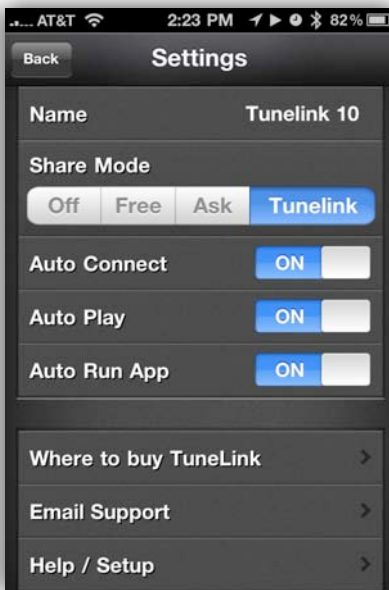 AT&T 2:23 PM 82%
Back Settings
Name Tunelink 10
Share Mode
Off Free Ask Tunelink
Auto Connect ON
Auto Play ON
Auto Run App ON
Where to buy TuneLink
Email Support
Help / Setup